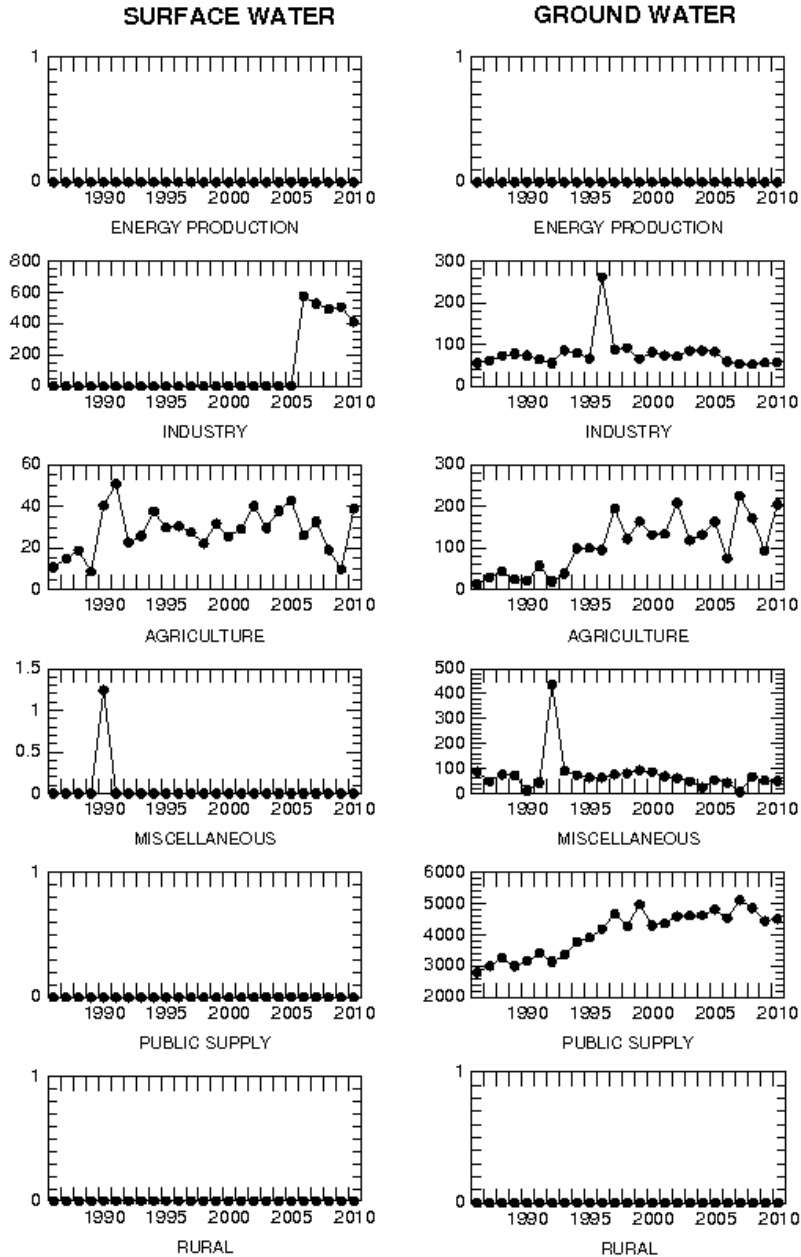 SURFACE WATER GROUND WATER
1
0
1990 1995 2000 2005 2010
ENERGY PRODUCTION
1
0
1990 1995 2000 2005 2010
ENERGY PRODUCTION
800
600
400
200
0
1990 1995 2000 2005 2010
INDUSTRY
300
200
100
0
1990 1995 2000 2005 2010
INDUSTRY
60
40
20
0
1990 1995 2000 2005 2010
AGRICULTURE
300
200
100
0
1990 1995 2000 2005 2010
AGRICULTURE
1.5
1
0.5
0
1990 1995 2000 2005 2010
MISCELLANEOUS
500
400
300
200
100
0
1990 1995 2000 2005 2010
MISCELLANEOUS
1
0
1990 1995 2000 2005 2010
PUBLIC SUPPLY
6000
5000
4000
3000
2000
1990 1995 2000 2005 2010
PUBLIC SUPPLY
1
0
1990 1995 2000 2005 2010
RURAL
1
0
1990 1995 2000 2005 2010
RURAL